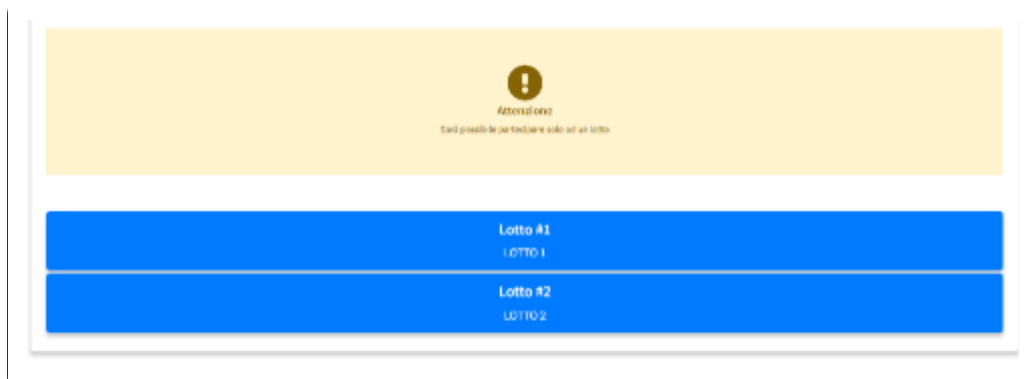 Attenzione
Sarà possibile partecipare solo ad un lotto
Lotto #1
LOTTO 1
Lotto #2
LOTTO 2